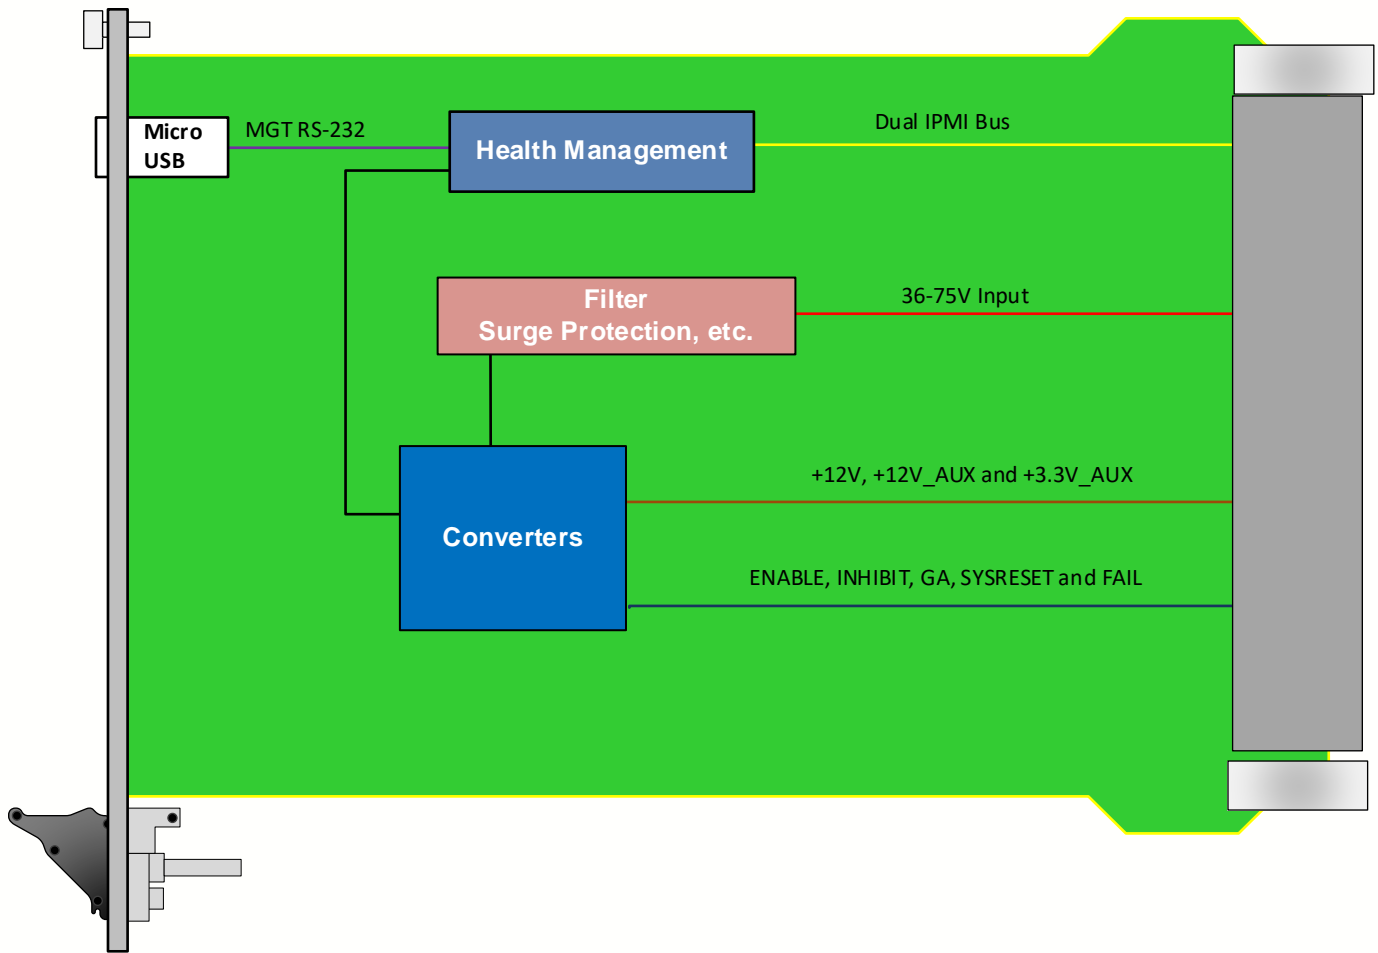 Micro
USB
MGT RS-232
Health Management
Dual IPMI Bus
Filter
Surge Protection, etc.
36-75V Input
+12V, +12V_AUX and +3.3V_AUX
Converters
ENABLE, INHIBIT, GA, SYSRESET and FAIL